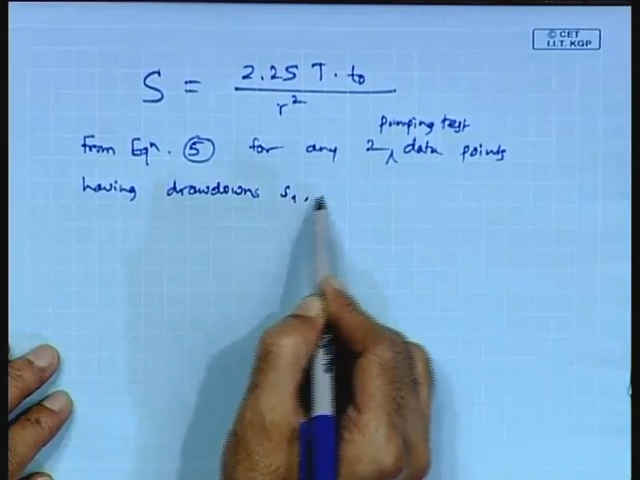 © CET
I.I.T. KGP
S = 2.25 T. t₀ / r²
From Eqⁿ. 5 for any 2 pumping test data points
having drawdowns s₁,